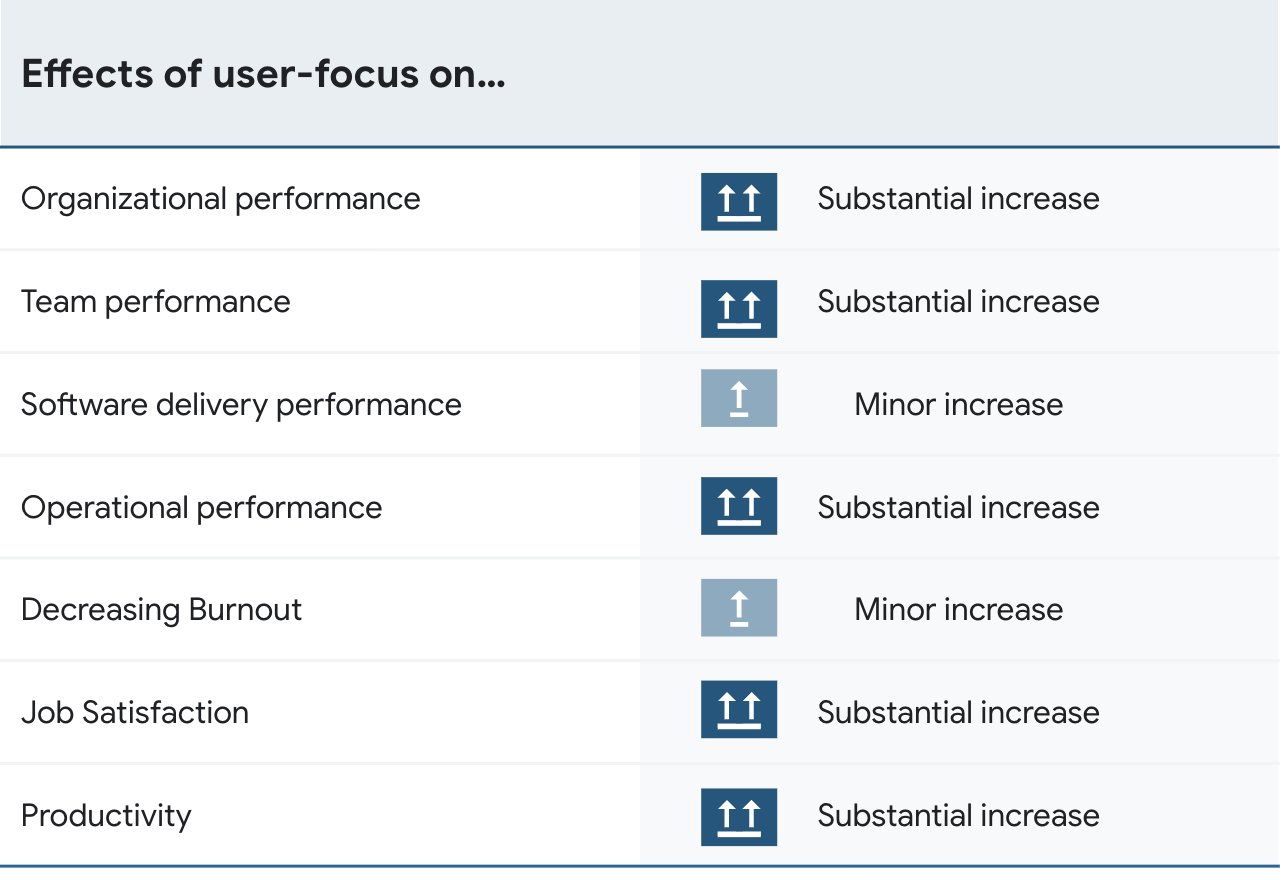 Effects of user-focus on...
Organizational performance Substantial increase
Team performance Substantial increase
Software delivery performance Minor increase
Operational performance Substantial increase
Decreasing Burnout Minor increase
Job Satisfaction Substantial increase
Productivity Substantial increase